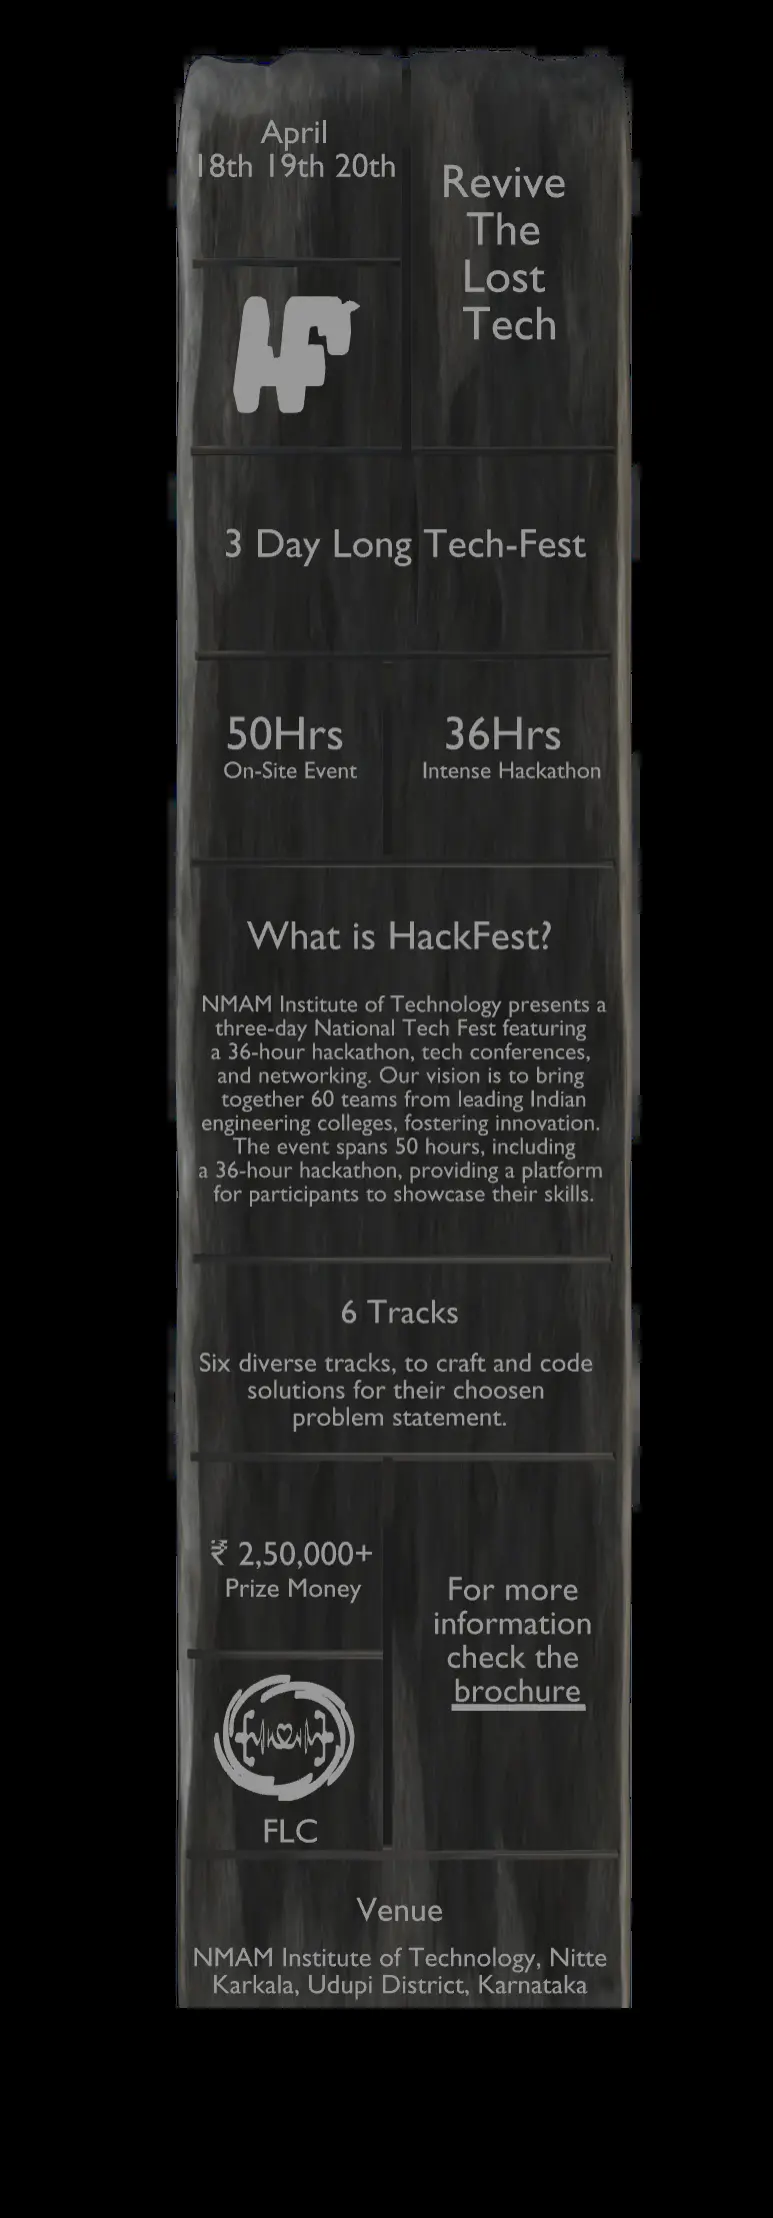 April
18th 19th 20th
Revive
The
Lost
Tech
HF
3 Day Long Tech-Fest
50Hrs
On-Site Event
36Hrs
Intense Hackathon
What is HackFest?
NMAM Institute of Technology presents a
three-day National Tech Fest featuring
a 36-hour hackathon, tech conferences,
and networking. Our vision is to bring
together 60 teams from leading Indian
engineering colleges, fostering innovation.
The event spans 50 hours, including
a 36-hour hackathon, providing a platform
for participants to showcase their skills.
6 Tracks
Six diverse tracks, to craft and code
solutions for their choosen
problem statement.
₹ 2,50,000+
Prize Money
For more
information
check the
brochure
FLC
Venue
NMAM Institute of Technology, Nitte
Karkala, Udupi District, Karnataka